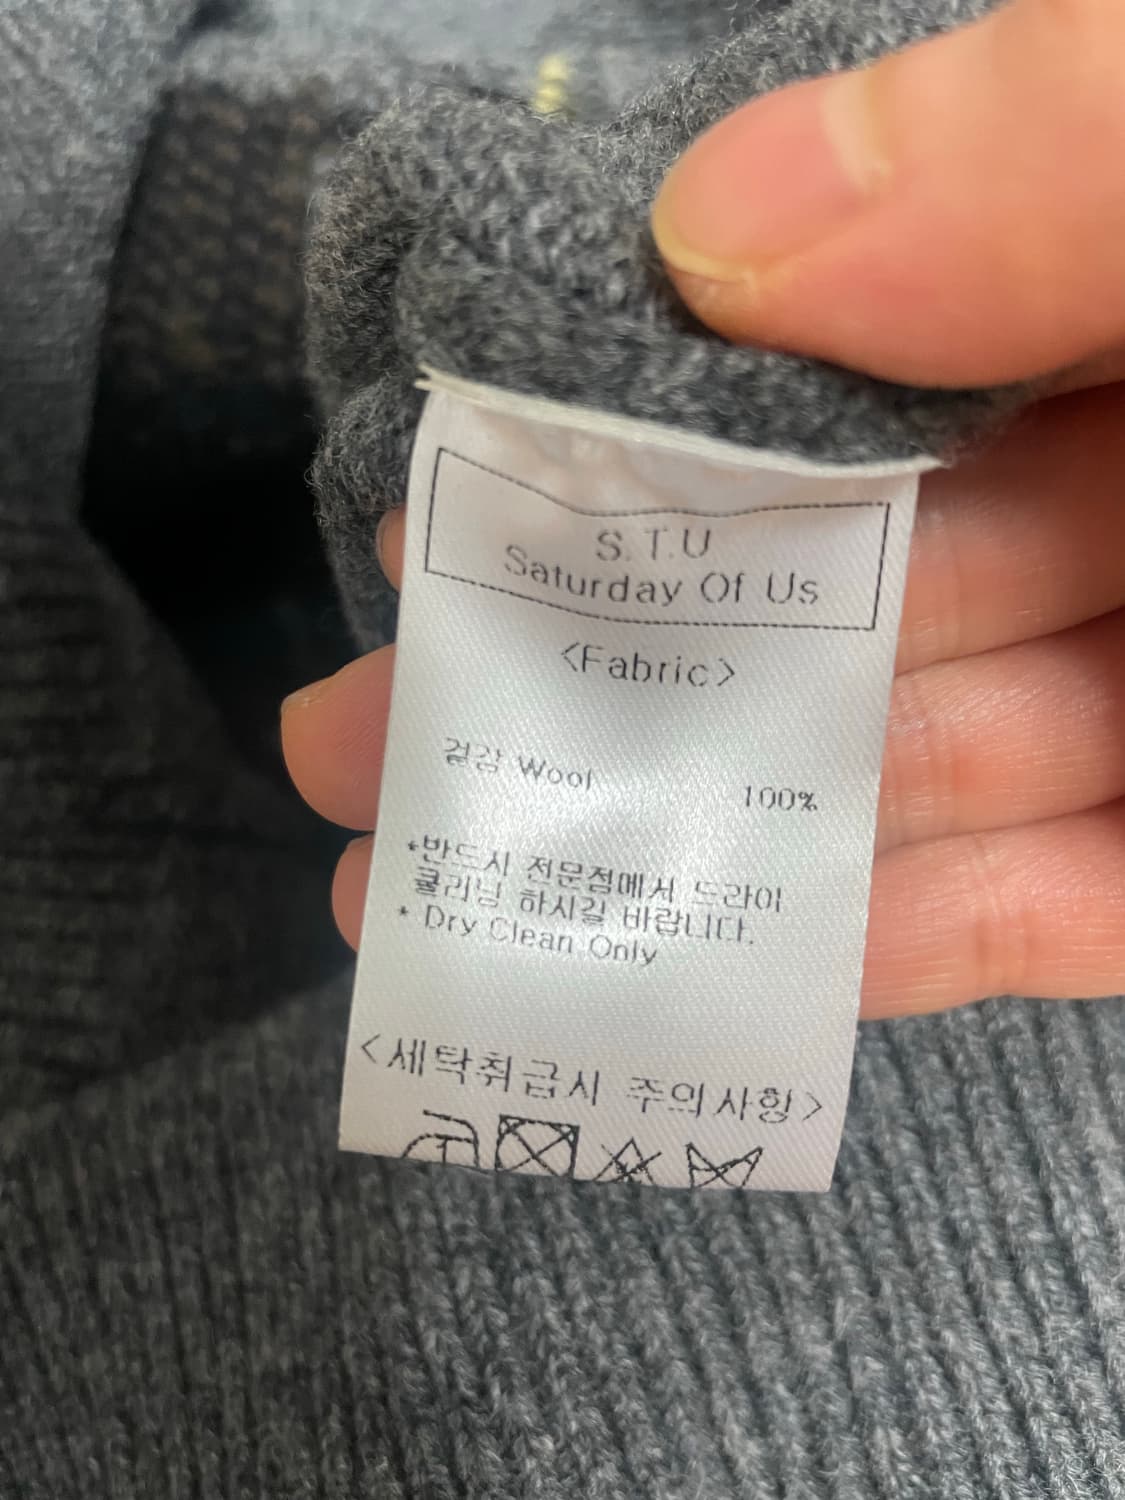 S.T.U
Saturday Of Us
<Fabric>
겉감 Wool 100%
*반드시 전문점에서 드라이
클리닝 하시길 바랍니다.
* Dry Clean Only
<세탁취급시 주의사항>
1